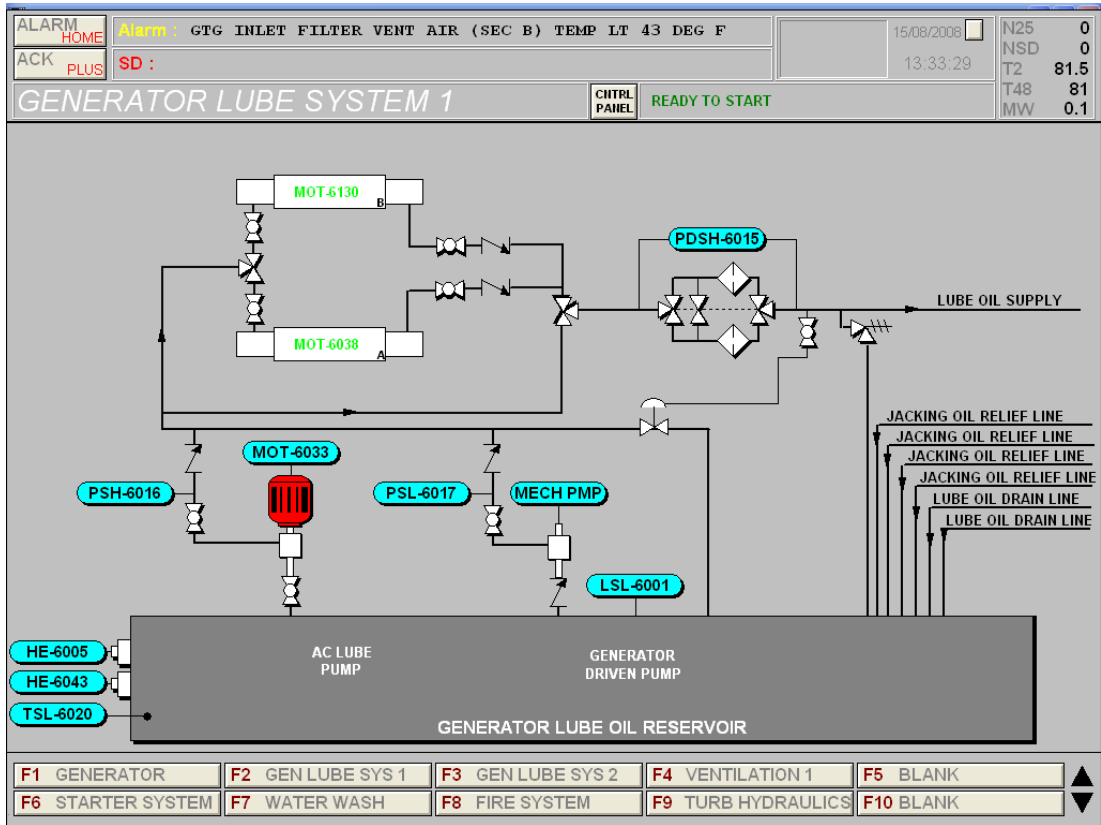 ALARM HOME
Alarm : GTG INLET FILTER VENT AIR (SEC B) TEMP LT 43 DEG F
15/08/2008
N25 0
NSD 0
ACK PLUS
SD :
13:33:29
T2 81.5
T48 81
MW 0.1
GENERATOR LUBE SYSTEM 1
CNTRL PANEL
READY TO START
MOT-6130
B
PDSH-6015
LUBE OIL SUPPLY
MOT-6038
A
JACKING OIL RELIEF LINE
JACKING OIL RELIEF LINE
JACKING OIL RELIEF LINE
JACKING OIL RELIEF LINE
LUBE OIL DRAIN LINE
LUBE OIL DRAIN LINE
MOT-6033
PSH-6016
PSL-6017
MECH PMP
LSL-6001
HE-6005
HE-6043
TSL-6020
AC LUBE
PUMP
GENERATOR
DRIVEN PUMP
GENERATOR LUBE OIL RESERVOIR
F1 GENERATOR
F2 GEN LUBE SYS 1
F3 GEN LUBE SYS 2
F4 VENTILATION 1
F5 BLANK
F6 STARTER SYSTEM
F7 WATER WASH
F8 FIRE SYSTEM
F9 TURB HYDRAULICS
F10 BLANK